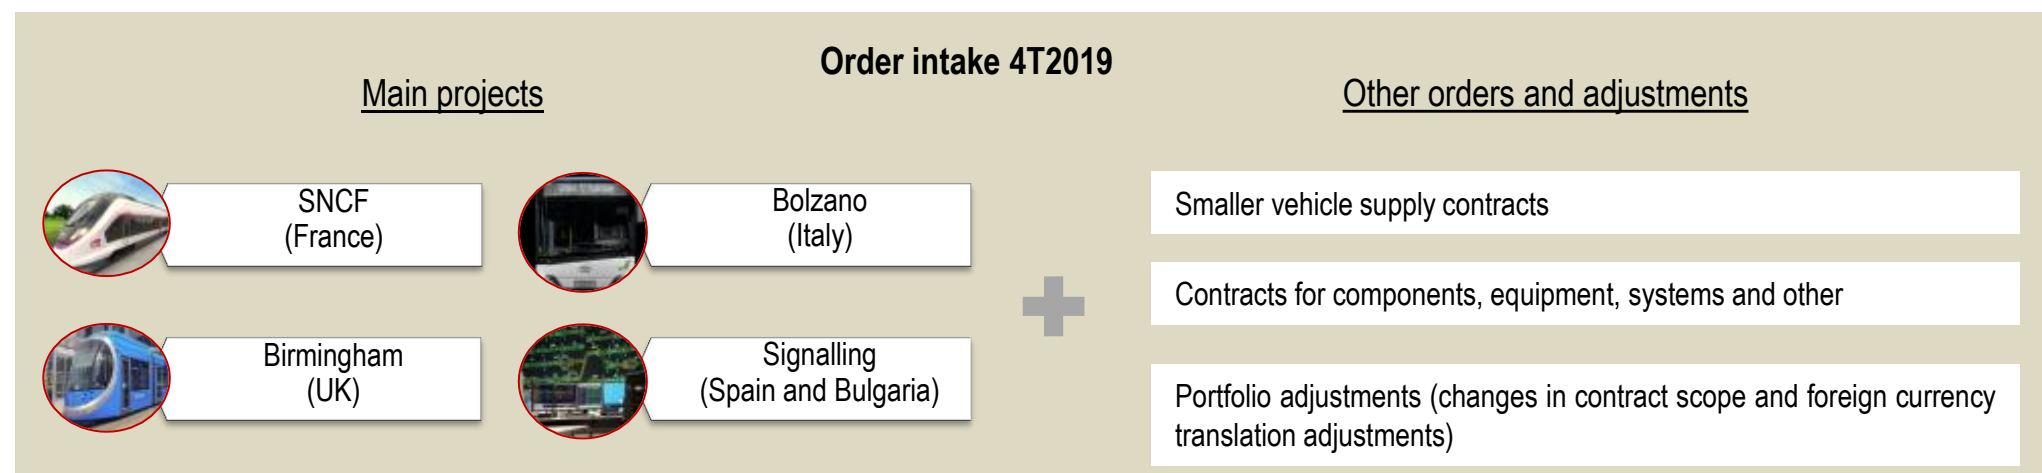 Order intake 4T2019
Main projects
SNCF
(France)
Bolzano
(Italy)
Birmingham
(UK)
Signalling
(Spain and Bulgaria)
Other orders and adjustments
Smaller vehicle supply contracts
Contracts for components, equipment, systems and other
Portfolio adjustments (changes in contract scope and foreign currency
translation adjustments)